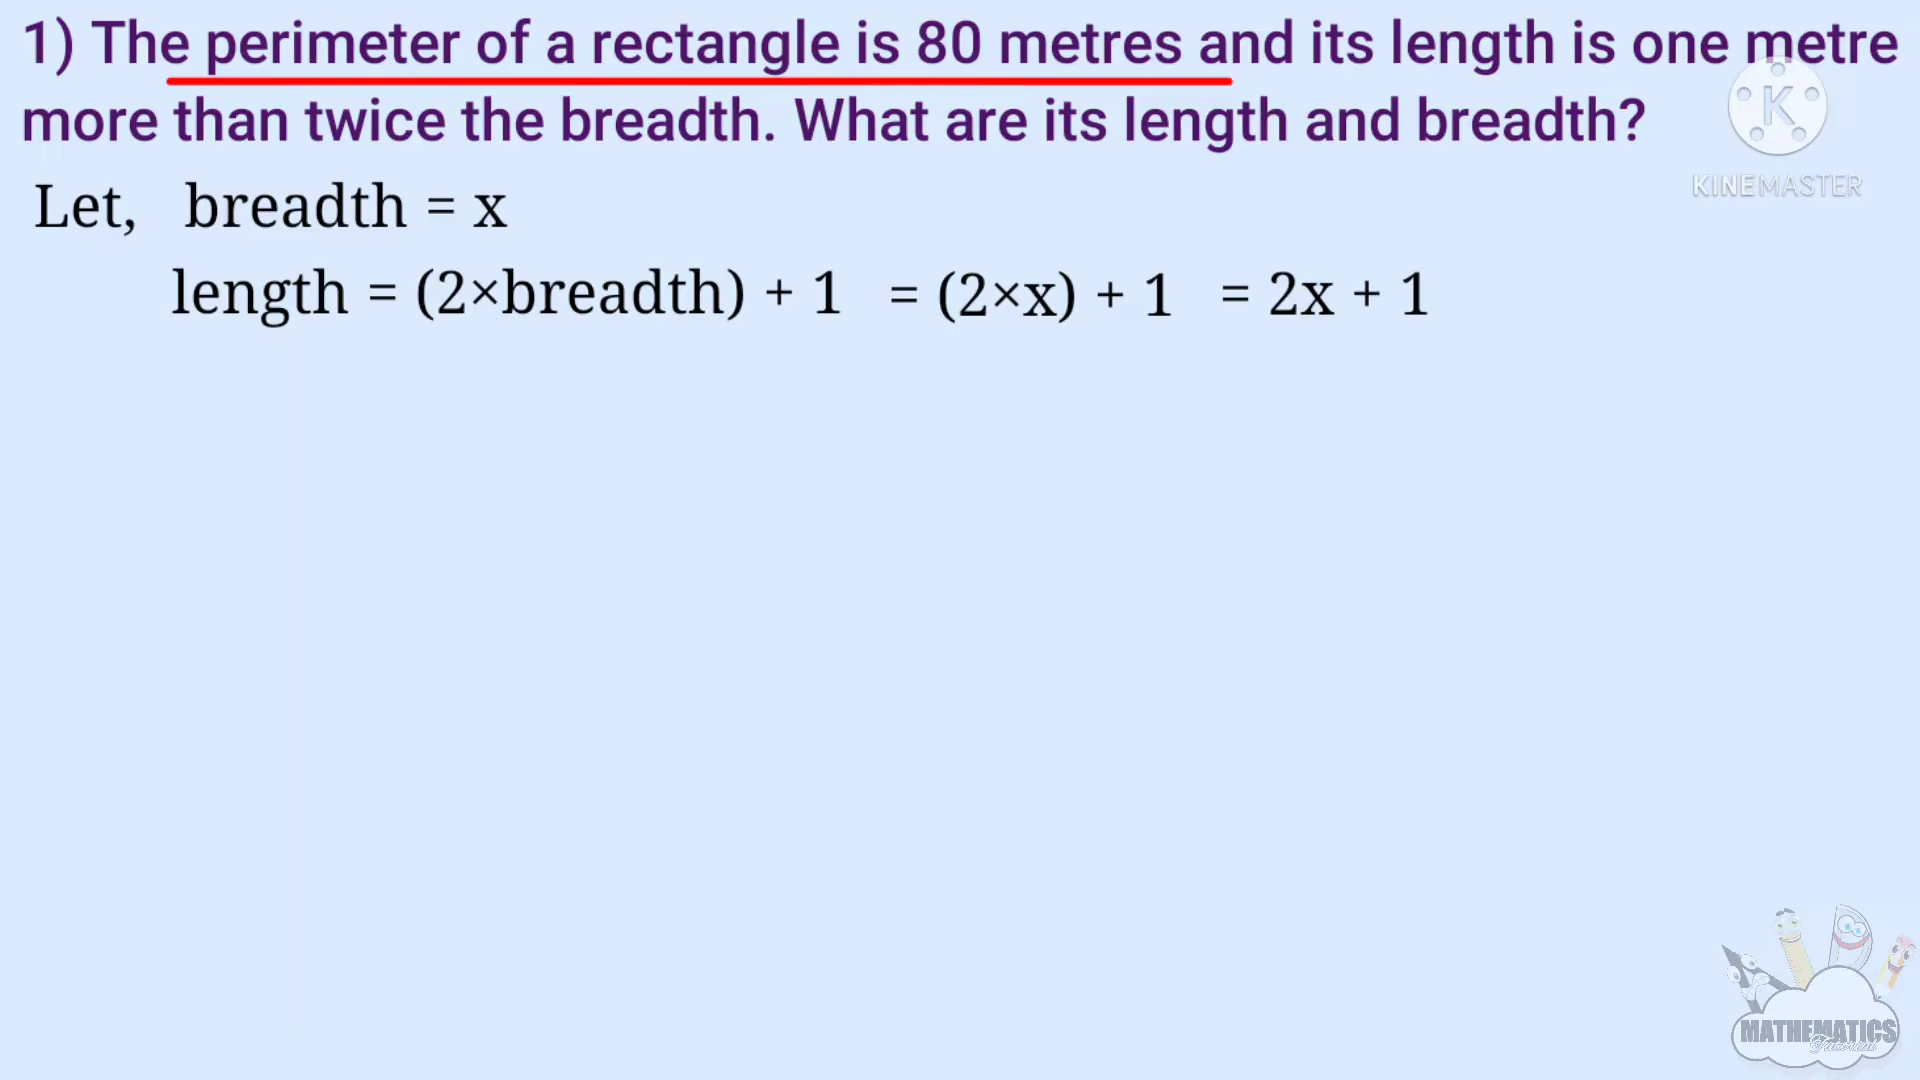 1) The perimeter of a rectangle is 80 metres and its length is one metre
more than twice the breadth. What are its length and breadth?
K
KINEMASTER
Let, breadth = x
length = (2×breadth) + 1 = (2×x) + 1 = 2x + 1
MATHEMATICS
Tutorial